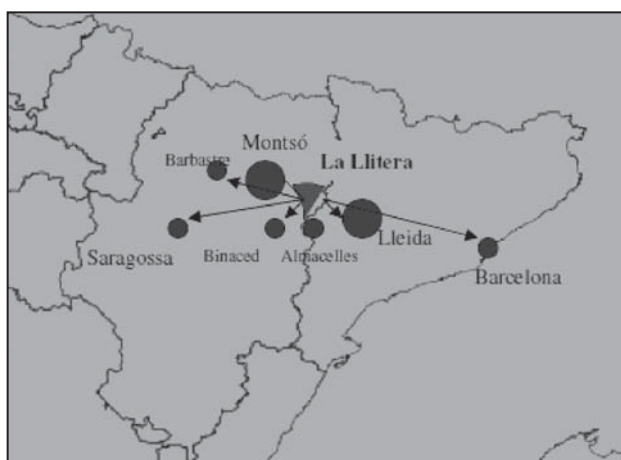 Montsó
Barbastre
La Llitera
Saragossa
Binaced
Almacelles
Lleida
Barcelona